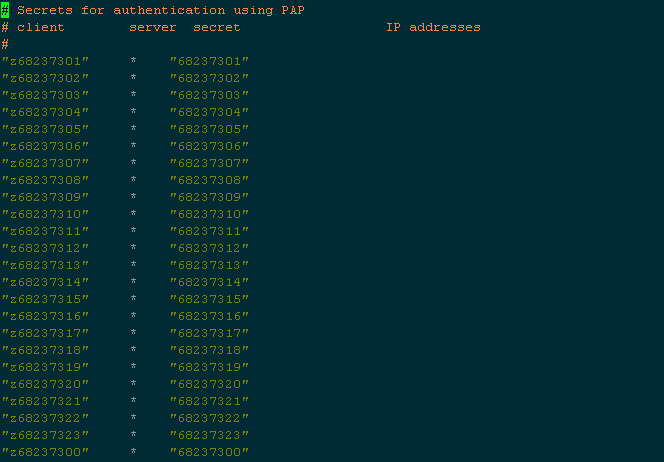 # Secrets for authentication using PAP
# client server secret IP addresses
#
"z68237301" * "68237301"
"z68237302" * "68237302"
"z68237303" * "68237303"
"z68237304" * "68237304"
"z68237305" * "68237305"
"z68237306" * "68237306"
"z68237307" * "68237307"
"z68237308" * "68237308"
"z68237309" * "68237309"
"z68237310" * "68237310"
"z68237311" * "68237311"
"z68237312" * "68237312"
"z68237313" * "68237313"
"z68237314" * "68237314"
"z68237315" * "68237315"
"z68237316" * "68237316"
"z68237317" * "68237317"
"z68237318" * "68237318"
"z68237319" * "68237319"
"z68237320" * "68237320"
"z68237321" * "68237321"
"z68237322" * "68237322"
"z68237323" * "68237323"
"z68237300" * "68237300"